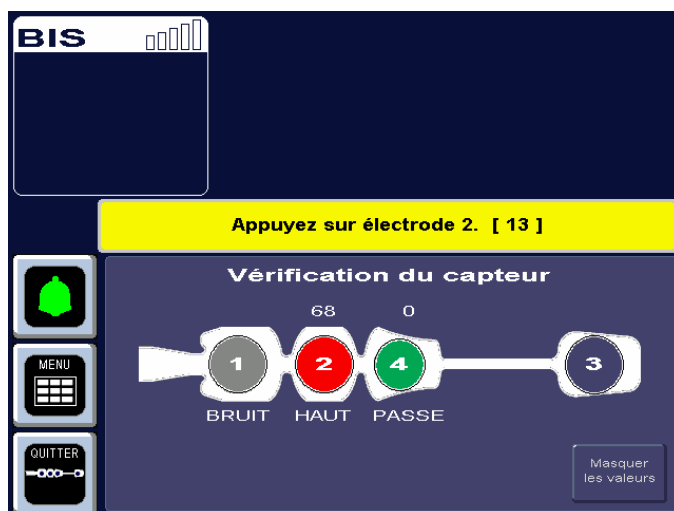 BIS
Appuyez sur électrode 2. [ 13 ]
Vérification du capteur
68 0
1 2 4 3
BRUIT HAUT PASSE
MENU
QUITTER
Masquer
les valeurs